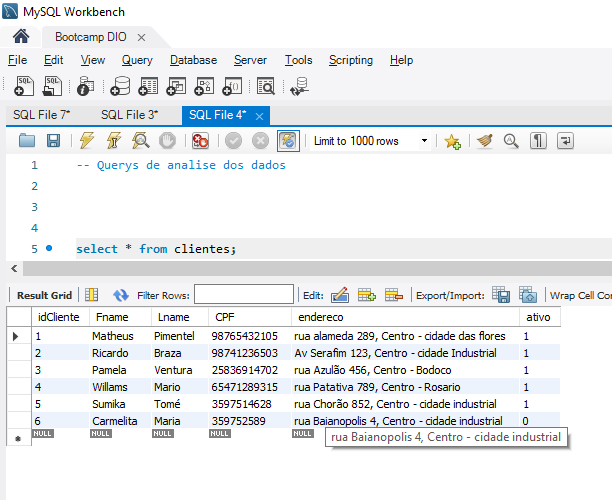 MySQL Workbench
Bootcamp DIO
File Edit View Query Database Server Tools Scripting Help
SQL File 7* SQL File 3* SQL File 4*
Limit to 1000 rows
1 -- Querys de analise dos dados
2
3
4
5 select * from clientes;
Result Grid Filter Rows: Edit: Export/Import: Wrap Cell Con
idCliente Fname Lname CPF endereco ativo
1 Matheus Pimentel 98765432105 rua alameda 289, Centro - cidade das flores 1
2 Ricardo Braza 98741236503 Av Serafim 123, Centro - cidade Industrial 1
3 Pamela Ventura 25836914702 rua Azulão 456, Centro - Bodoco 1
4 Willams Mario 65471289315 rua Patativa 789, Centro - Rosario 1
5 Sumika Tomé 3597514628 rua Chorão 852, Centro - cidade industrial 1
6 Carmelita Maria 359752589 rua Baianopolis 4, Centro - cidade industrial 0
NULL NULL NULL NULL NULL
rua Baianopolis 4, Centro - cidade industrial